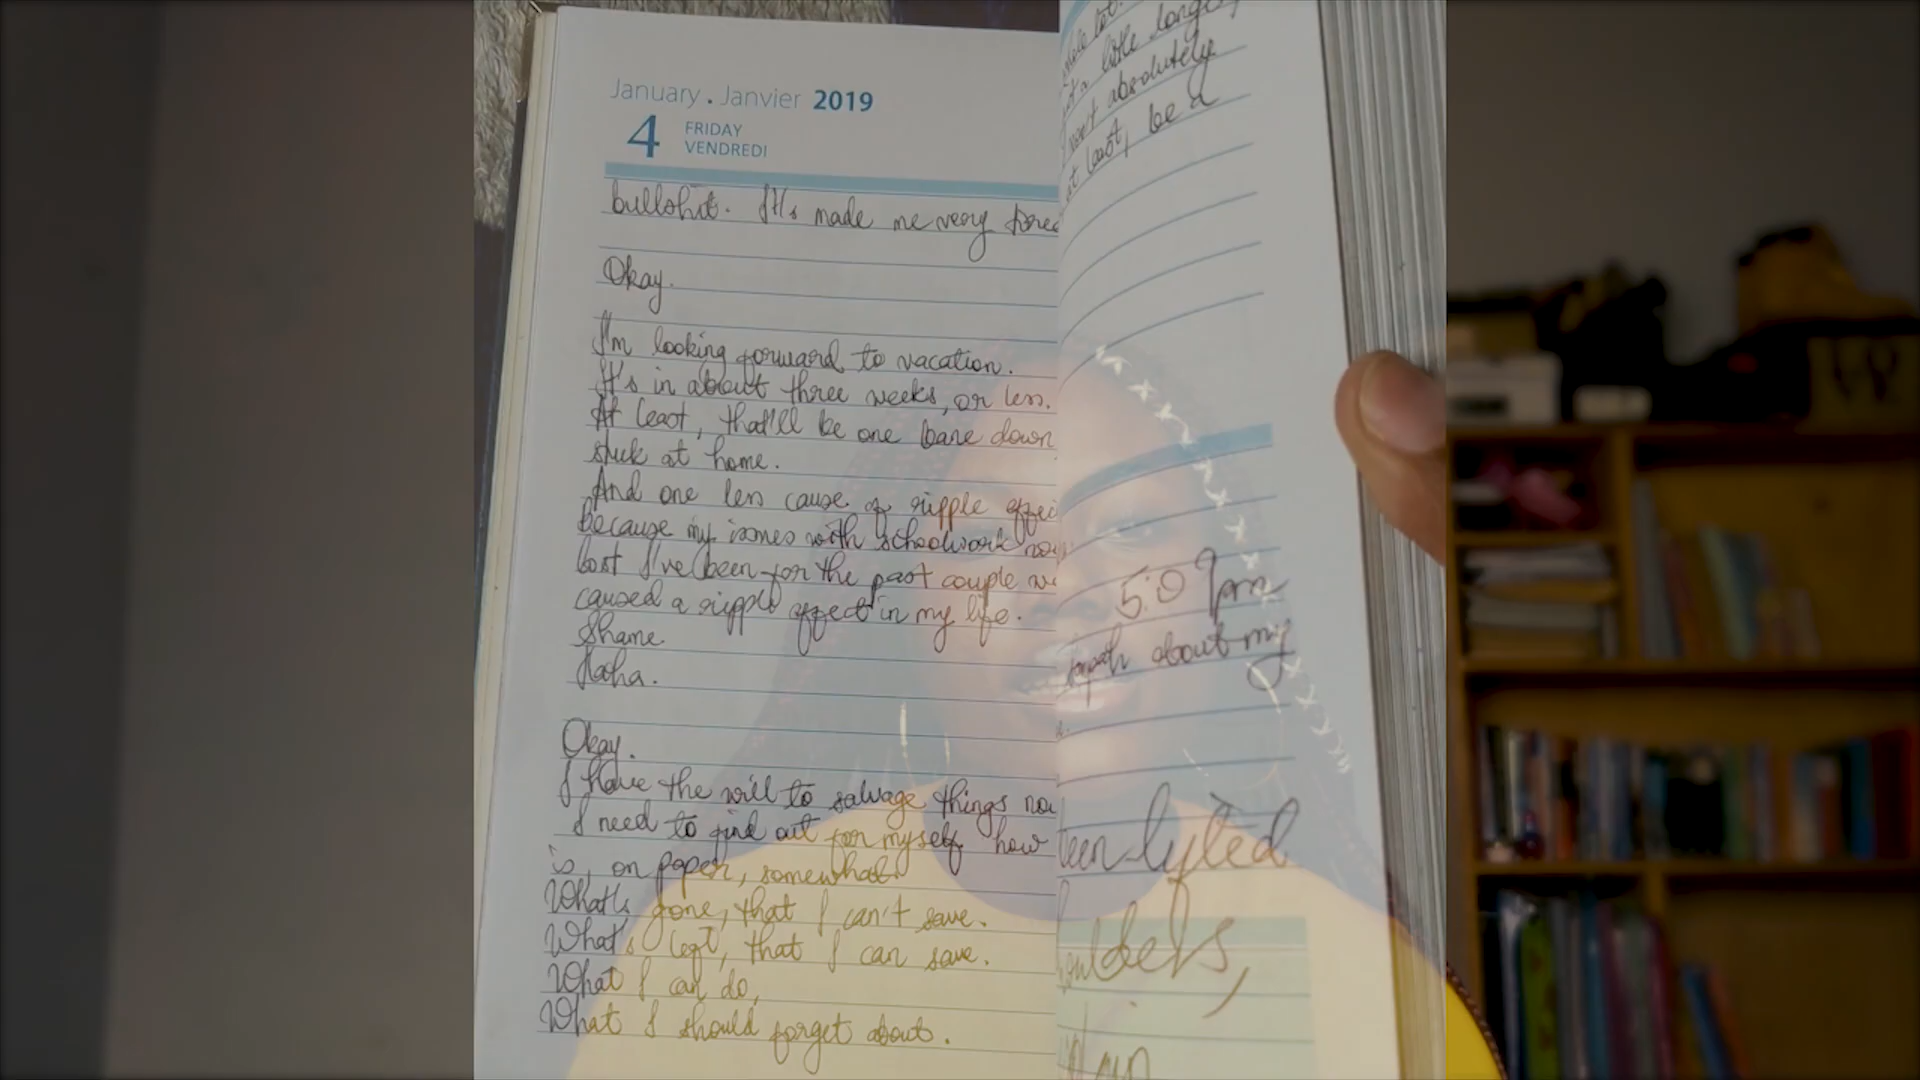 January . Janvier 2019
4
FRIDAY
VENDREDI
bullshit. It's made me very
Okay.
I'm looking forward to vacation.
It's in about three weeks, or less.
At least, that'll be one bane down
stuck at home.
And one less cause of ripple
because my issues with schoolwork
lost I've been for the past couple
caused a ripple effect in my life.
Shame
Haha.
Okay.
I have the will to salvage things
I need to find out for myself how
is, on paper, somewhat.
What's gone, that I can't save.
What's left, that I can save.
What I can do,
What I should forget about.
a little longer
absolutely
at least, be a
5:09pm
about my
lifted